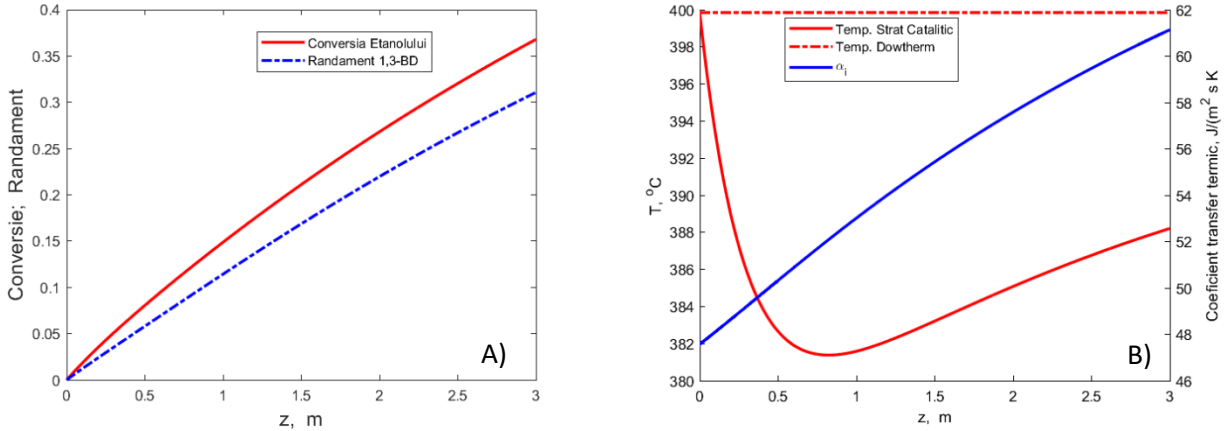 Conversia Etanolului
Randament 1,3-BD
Conversie; Randament
0.4
0.35
0.3
0.25
0.2
0.15
0.1
0.05
0
0 0.5 1 1.5 2 2.5 3
z, m
A)
Temp. Strat Catalitic
Temp. Dowtherm
αi
T, °C
400
398
396
394
392
390
388
386
384
382
380
62
60
58
56
54
52
50
48
46
Coeficient transfer termic, J/(m² s K
0 0.5 1 1.5 2 2.5 3
z, m
B)